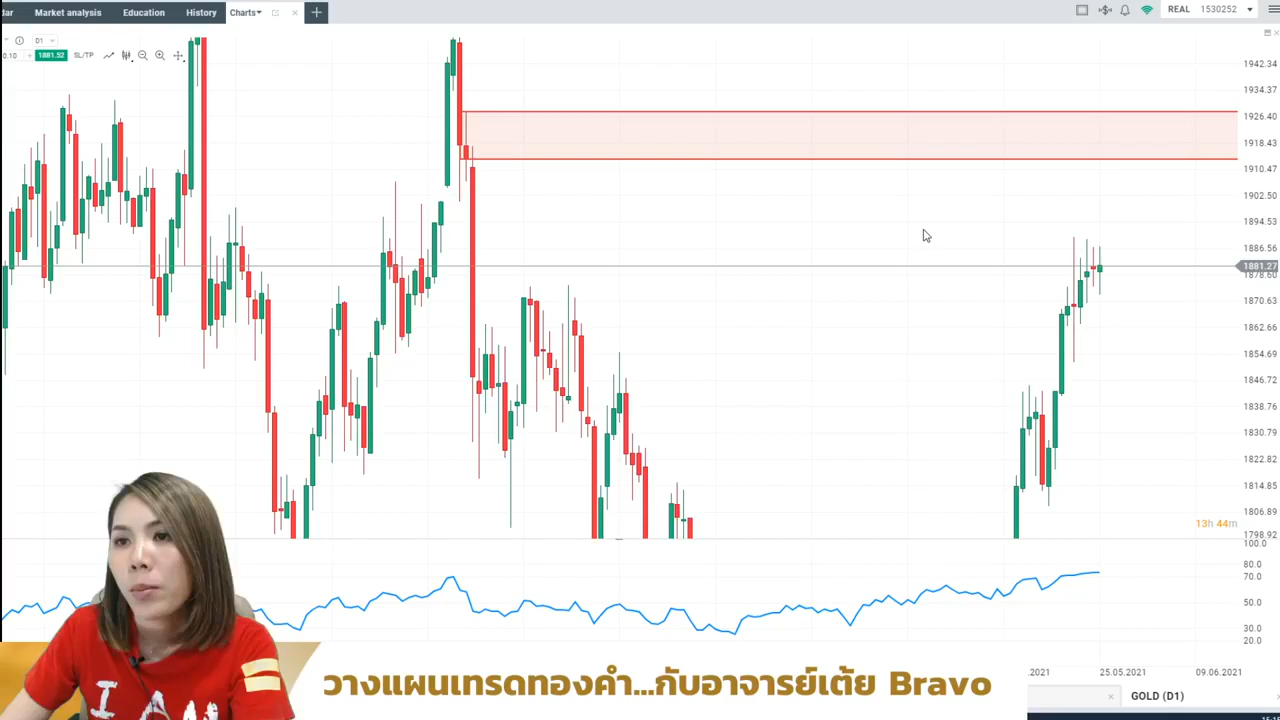 dar Market analysis Education History Charts
REAL 1530252
D1
0.10 1881.52 SL/TP
1942.34
1934.37
1926.40
1918.43
1910.47
1902.50
1894.53
1886.56
1881.27
1878.60
1870.63
1862.66
1854.69
1846.72
1838.76
1830.79
1822.82
1814.85
1806.89
13h 44m
1798.92
100.0
80.0
70.0
50.0
30.0
20.0
.2021 25.05.2021 09.06.2021
I AM
วางแผนเทรดทองคำ...กับอาจารย์เต้ย Bravo
GOLD (D1)